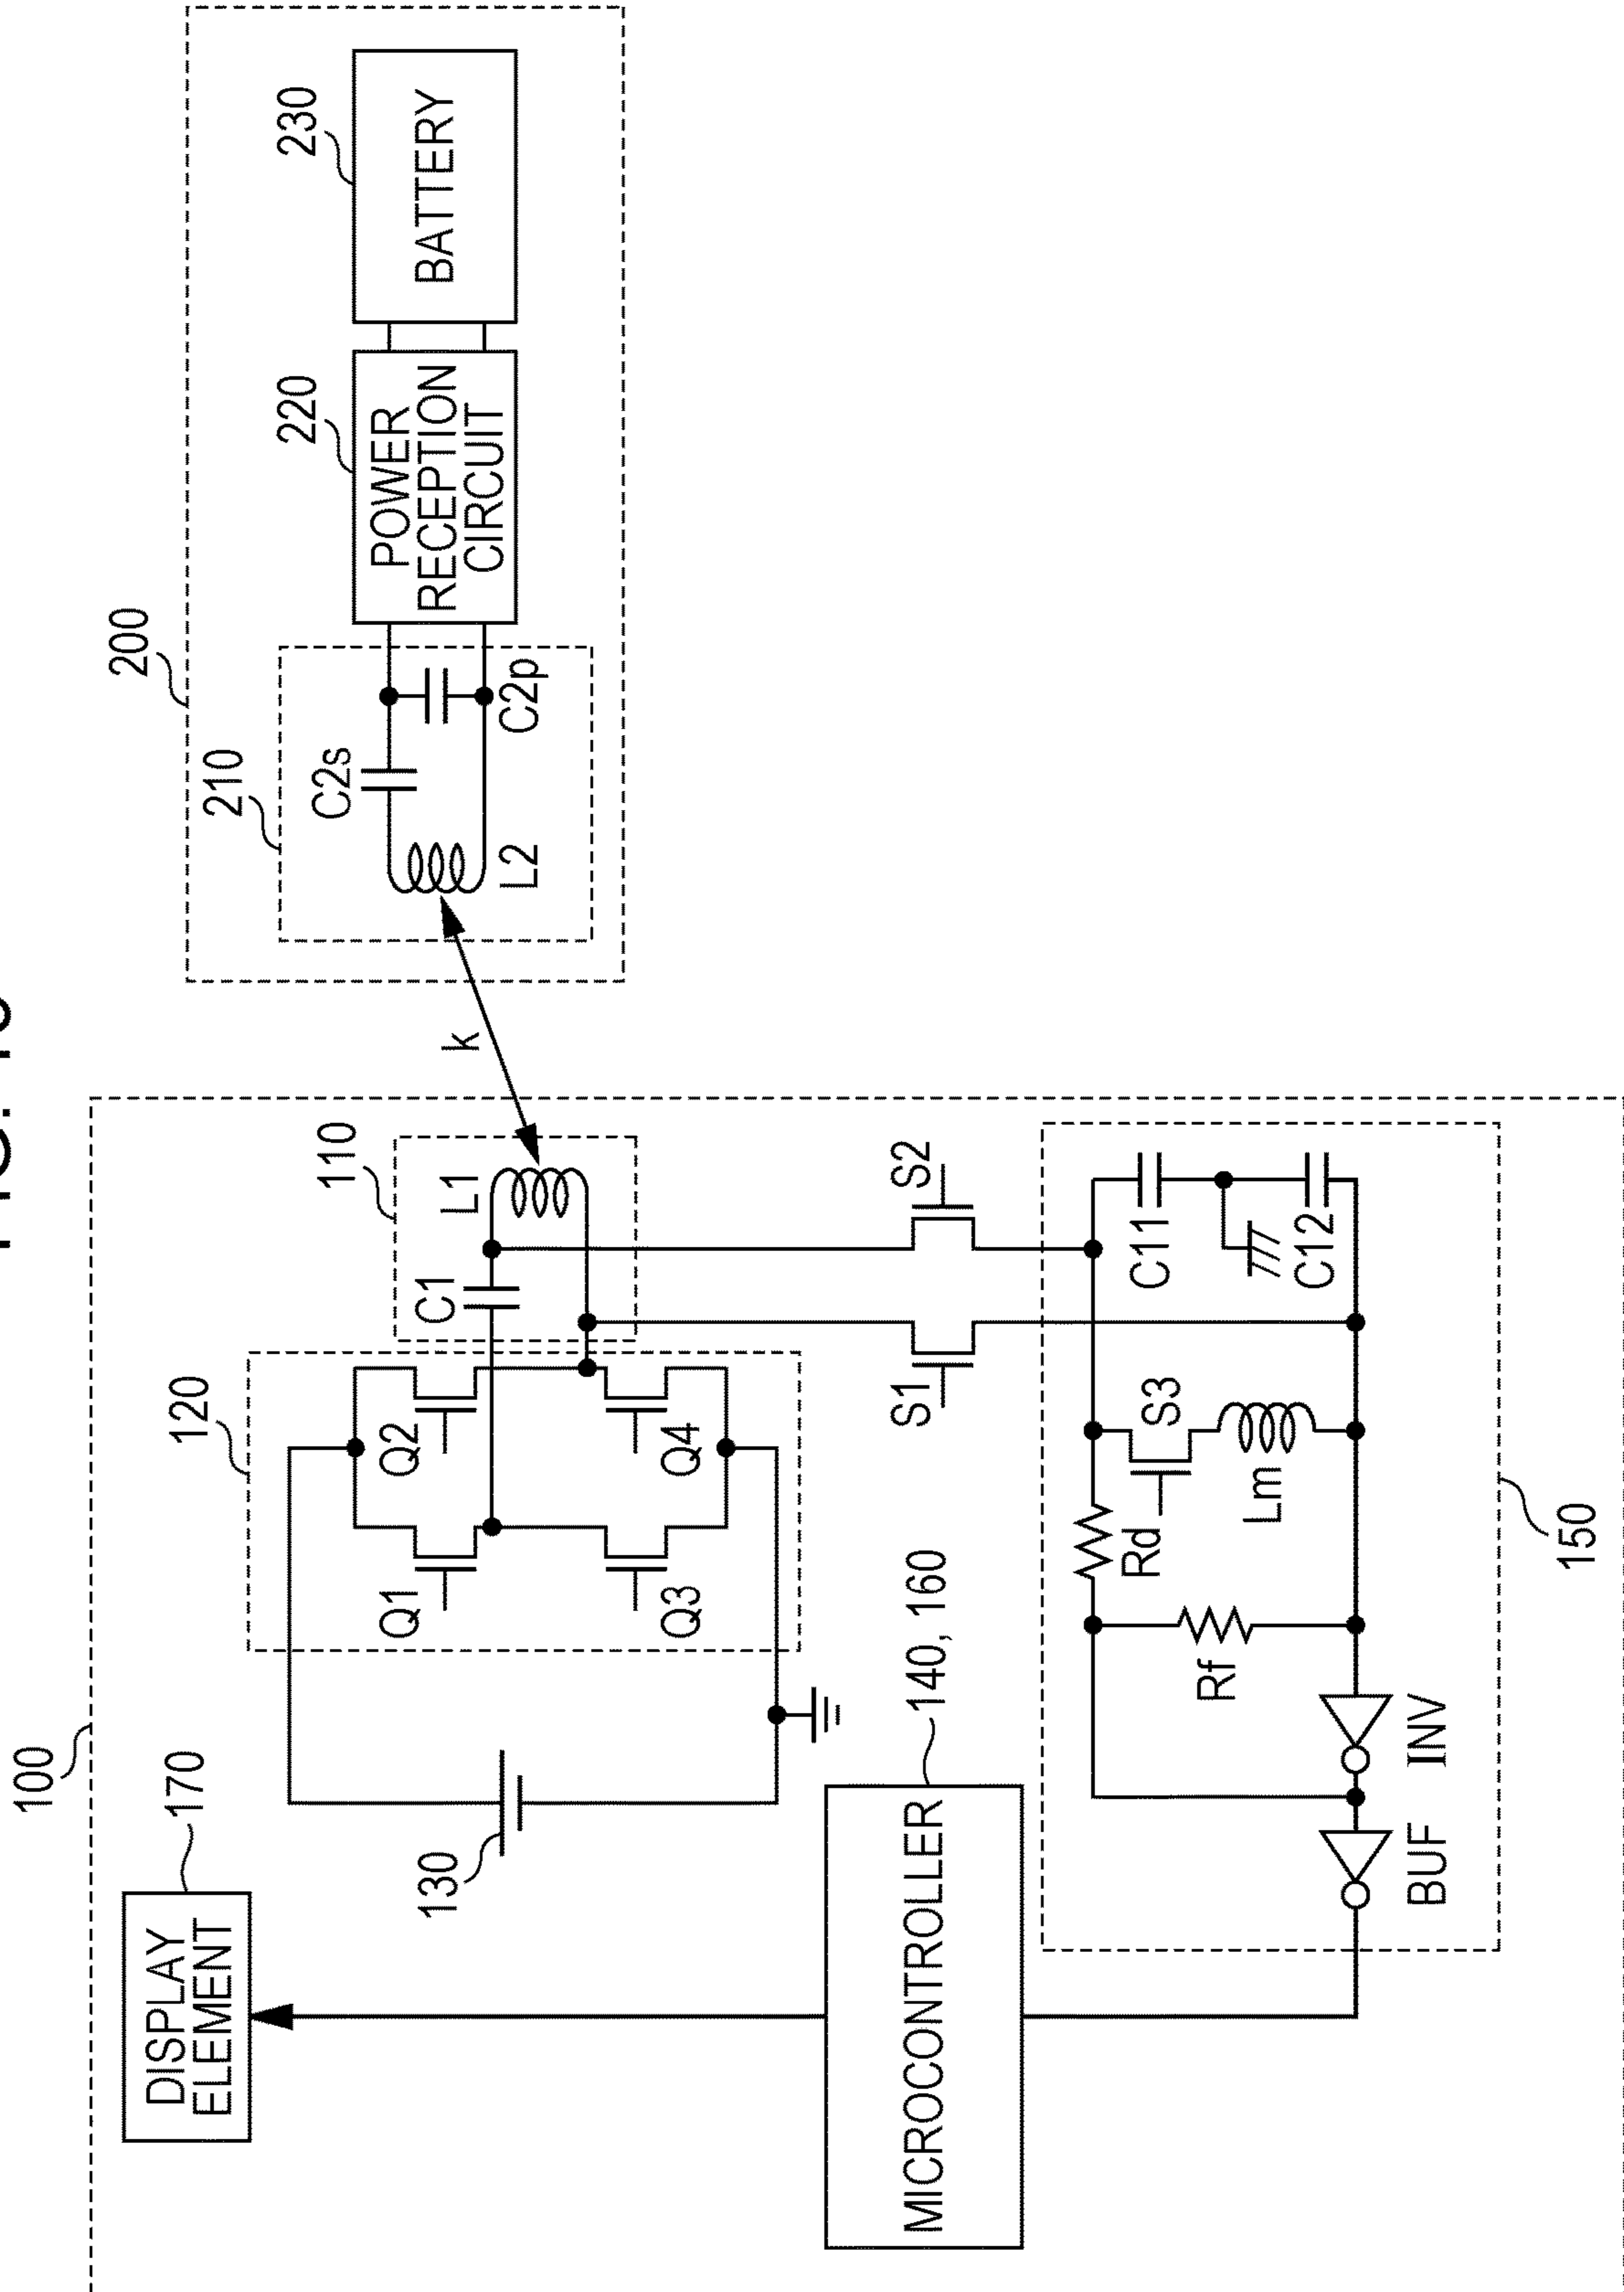 100
170
DISPLAY
ELEMENT
130
120
Q1
Q2
Q3
Q4
110
C1
L1
k
200
210
C2s
L2
C2p
220
POWER
RECEPTION
CIRCUIT
230
BATTERY
S1
S2
140, 160
MICROCONTROLLER
Rd
Rf
S3
Lm
C11
C12
INV
BUF
150